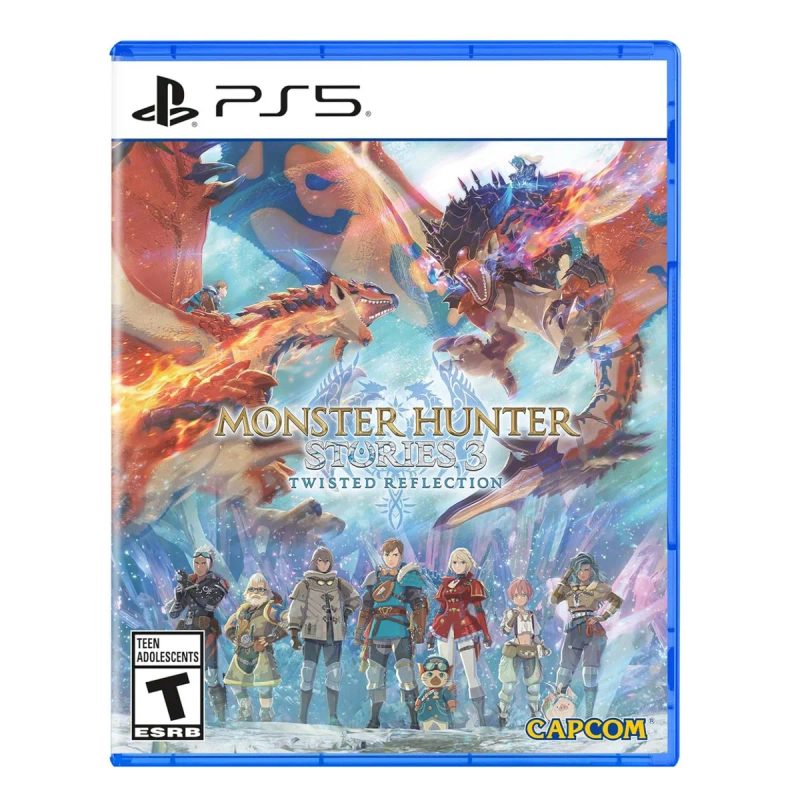 PS5®
MONSTER HUNTER
STORIES 3
TWISTED REFLECTION
TEEN
ADOLESCENTS
T
ESRB
CAPCOM®